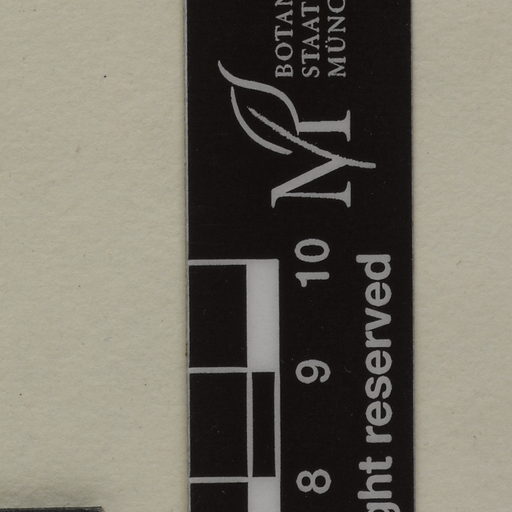 BOTAN
STAAT
MÜNC
M
10
9
8
ght reserved